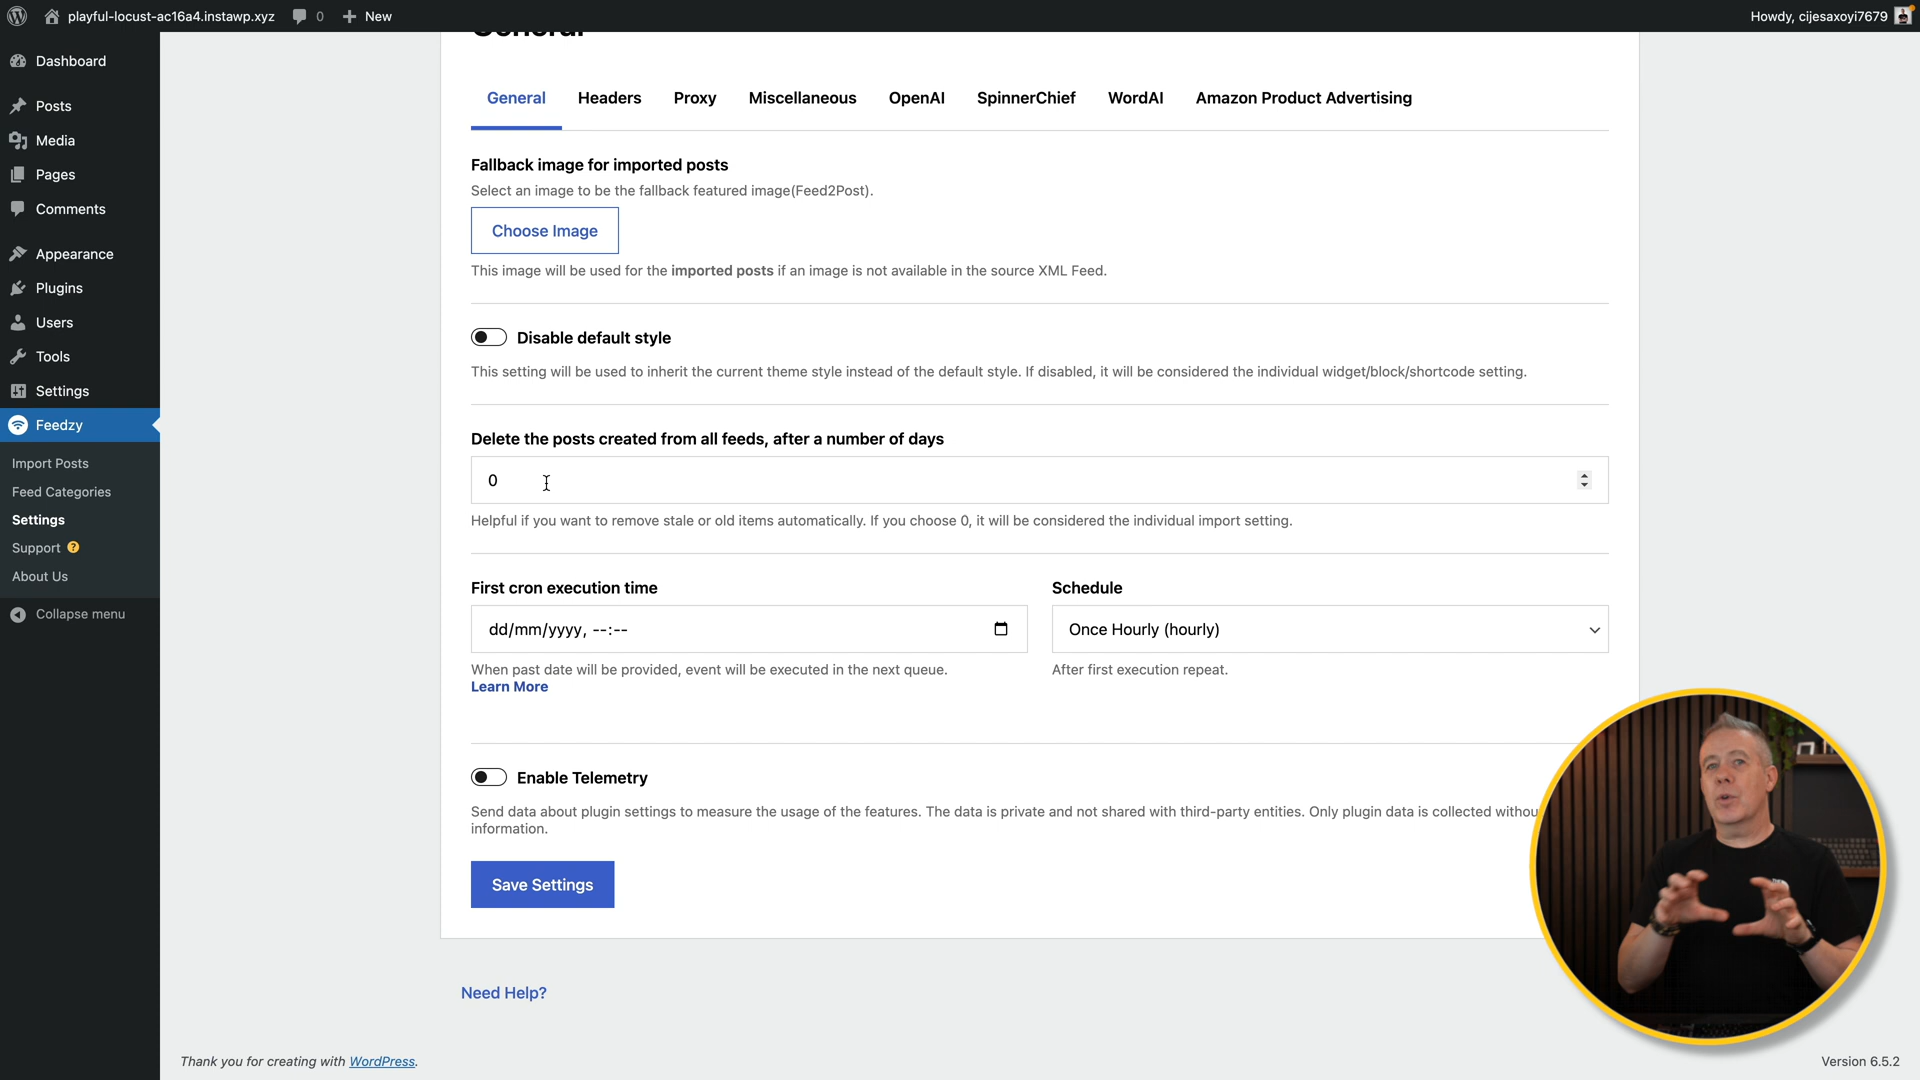 playful-locust-ac16a4.instawp.xyz
0
New
Howdy, cijesaxoyi7679
Dashboard
Posts
Media
Pages
Comments
Appearance
Plugins
Users
Tools
Settings
Feedzy
Import Posts
Feed Categories
Settings
Support ?
About Us
Collapse menu
General
General
Headers
Proxy
Miscellaneous
OpenAI
SpinnerChief
WordAI
Amazon Product Advertising
Fallback image for imported posts
Select an image to be the fallback featured image(Feed2Post).
Choose Image
This image will be used for the imported posts if an image is not available in the source XML Feed.
Disable default style
This setting will be used to inherit the current theme style instead of the default style. If disabled, it will be considered the individual widget/block/shortcode setting.
Delete the posts created from all feeds, after a number of days
0
Helpful if you want to remove stale or old items automatically. If you choose 0, it will be considered the individual import setting.
First cron execution time
dd/mm/yyyy, --:--
When past date will be provided, event will be executed in the next queue.
Learn More
Schedule
Once Hourly (hourly)
After first execution repeat.
Enable Telemetry
Send data about plugin settings to measure the usage of the features. The data is private and not shared with third-party entities. Only plugin data is collected
information.
Save Settings
Need Help?
Thank you for creating with WordPress.
Version 6.5.2